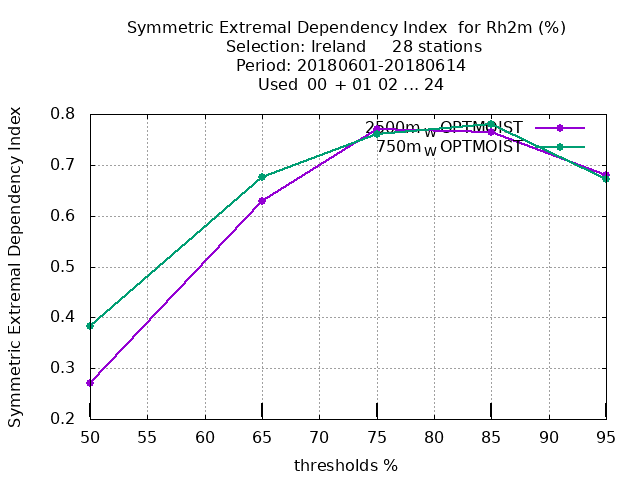 Symmetric Extremal Dependency Index for Rh2m (%)
Selection: Ireland 28 stations
Period: 20180601-20180614
Used 00 + 01 02 ... 24
Symmetric Extremal Dependency Index
0.8
0.7
0.6
0.5
0.4
0.3
0.2
2500m_W OPTMOIST
750m_W OPTMOIST
50 55 60 65 70 75 80 85 90 95
thresholds %